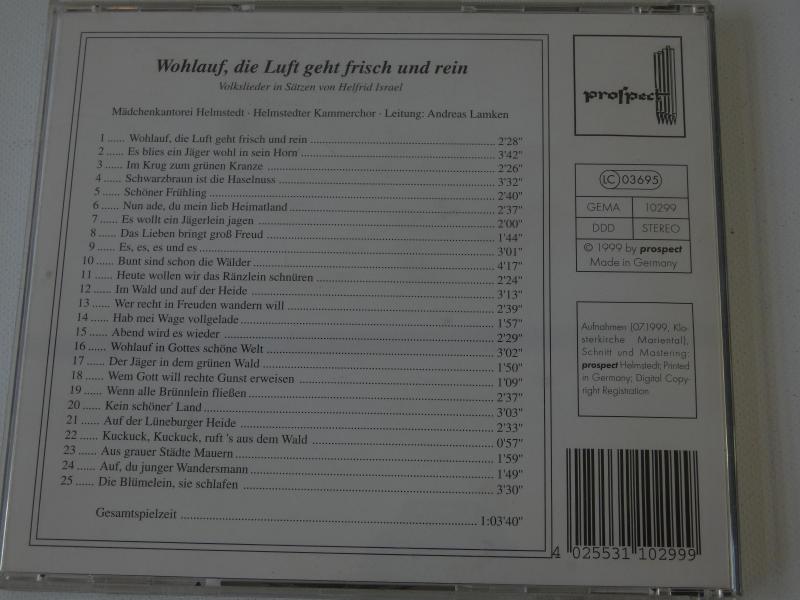 Wohlauf, die Luft geht frisch und rein
Volkslieder in Sätzen von Helfrid Israel
Mädchenkantorei Helmstedt · Helmstedter Kammerchor · Leitung: Andreas Lamken
1 ...... Wohlauf, die Luft geht frisch und rein ...... 2'28"
2 ...... Es blies ein Jäger wohl in sein Horn ...... 3'42"
3 ...... Im Krug zum grünen Kranze ...... 2'26"
4 ...... Schwarzbraun ist die Haselnuss ...... 3'32"
5 ...... Schöner Frühling ...... 2'40"
6 ...... Nun ade, du mein lieb Heimatland ...... 2'37"
7 ...... Es wollt ein Jägerlein jagen ...... 2'00"
8 ...... Das Lieben bringt groß Freud ...... 1'44"
9 ...... Es, es, es und es ...... 3'01"
10 ...... Bunt sind schon die Wälder ...... 4'17"
11 ...... Heute wollen wir das Ränzlein schnüren ...... 2'24"
12 ...... Im Wald und auf der Heide ...... 3'13"
13 ...... Wer recht in Freuden wandern will ...... 2'39"
14 ...... Hab mei Wage vollgelade ...... 1'57"
15 ...... Abend wird es wieder ...... 2'29"
16 ...... Wohlauf in Gottes schöne Welt ...... 3'02"
17 ...... Der Jäger in dem grünen Wald ...... 1'50"
18 ...... Wem Gott will rechte Gunst erweisen ...... 1'09"
19 ...... Wenn alle Brünnlein fließen ...... 2'37"
20 ...... Kein schöner' Land ...... 3'03"
21 ...... Auf der Lüneburger Heide ...... 2'33"
22 ...... Kuckuck, Kuckuck, ruft 's aus dem Wald ...... 0'57"
23 ...... Aus grauer Städte Mauern ...... 1'59"
24 ...... Auf, du junger Wandersmann ...... 1'49"
25 ...... Die Blümelein, sie schlafen ...... 3'30"
Gesamtspielzeit ...... 1:03'40"
prospect
LC 03695
GEMA 10299
DDD STEREO
© 1999 by prospect
Made in Germany
Aufnahmen (07.1999, Klo-
sterkirche Mariental),
Schnitt und Mastering:
prospect Helmstedt; Printed
in Germany; Digital Copy-
right Registration
4 025531 102999